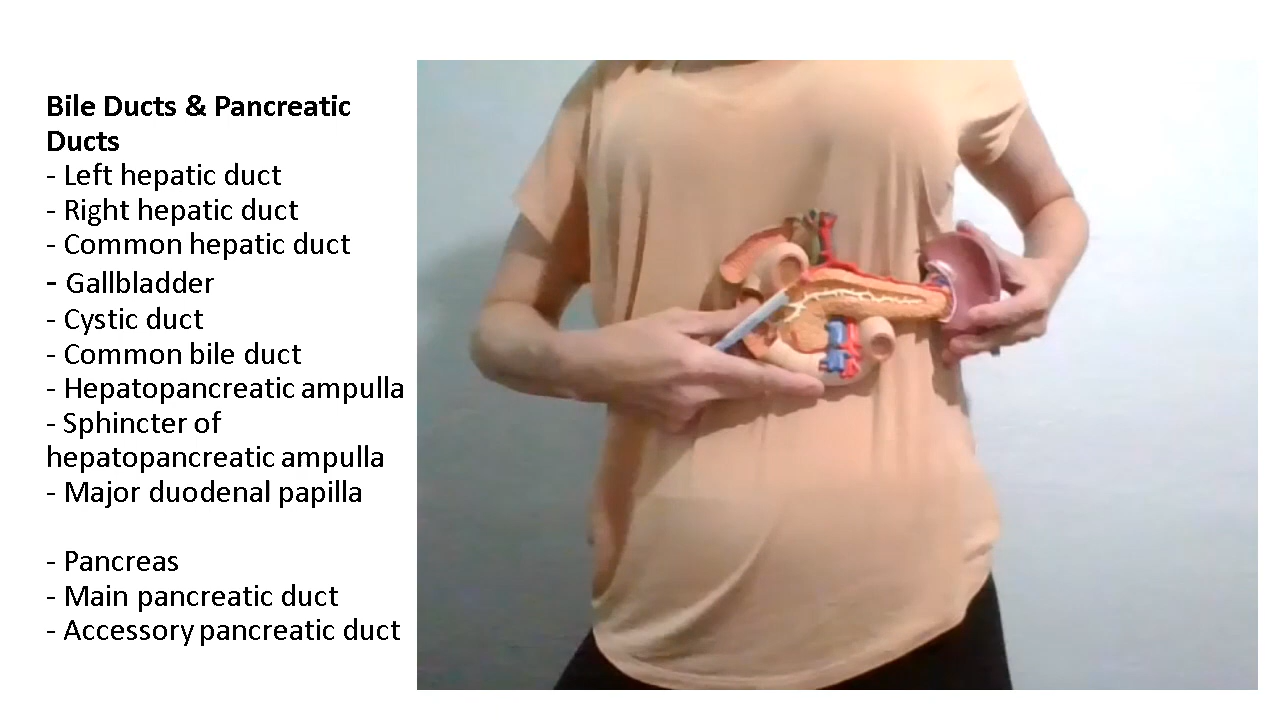 Bile Ducts & Pancreatic
Ducts
- Left hepatic duct
- Right hepatic duct
- Common hepatic duct
- Gallbladder
- Cystic duct
- Common bile duct
- Hepatopancreatic ampulla
- Sphincter of
hepatopancreatic ampulla
- Major duodenal papilla
- Pancreas
- Main pancreatic duct
- Accessory pancreatic duct